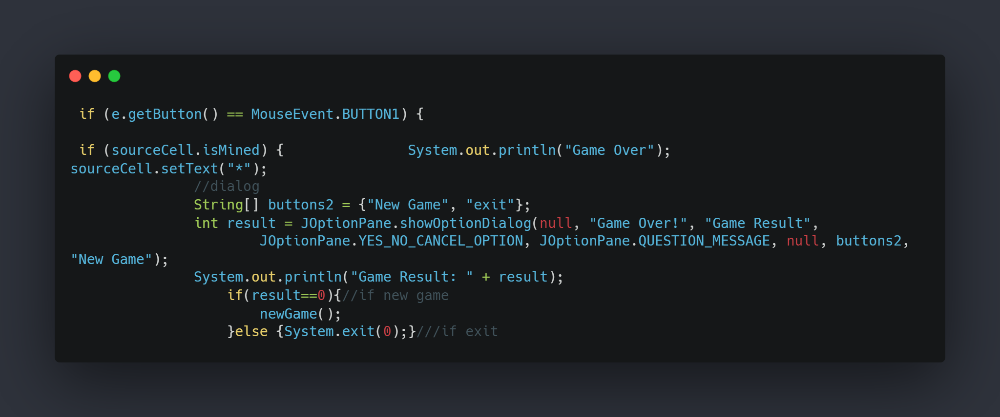 if (e.getButton() == MouseEvent.BUTTON1) {
if (sourceCell.isMined) {               System.out.println("Game Over");
sourceCell.setText("*");
//dialog
String[] buttons2 = {"New Game", "exit"};
int result = JOptionPane.showOptionDialog(null, "Game Over!", "Game Result",
JOptionPane.YES_NO_CANCEL_OPTION, JOptionPane.QUESTION_MESSAGE, null, buttons2,
"New Game");
System.out.println("Game Result: " + result);
if(result==0){//if new game
newGame();
}else {System.exit(0);}///if exit